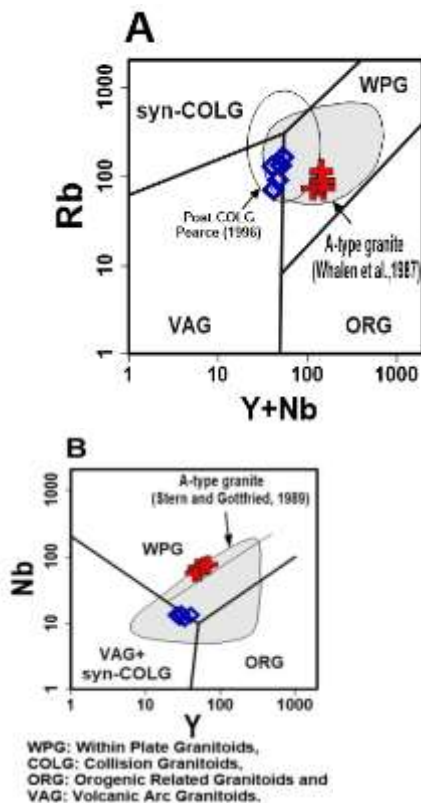 A
1000
100
10
1
Rb
syn-COLG
WPG
Post COLG
Pearce (1996)
A-type granite
(Whalen et al.,1987)
VAG
ORG
1
10
100
1000
Y+Nb
B
1000
100
10
1
Nb
A-type granite
(Stern and Gottfried, 1989)
WPG
VAG+
syn-COLG
ORG
1
10
100
1000
Y
WPG: Within Plate Granitoids,
COLG: Collision Granitoids,
ORG: Orogenic Related Granitoids and
VAG: Volcanic Arc Granitoids.